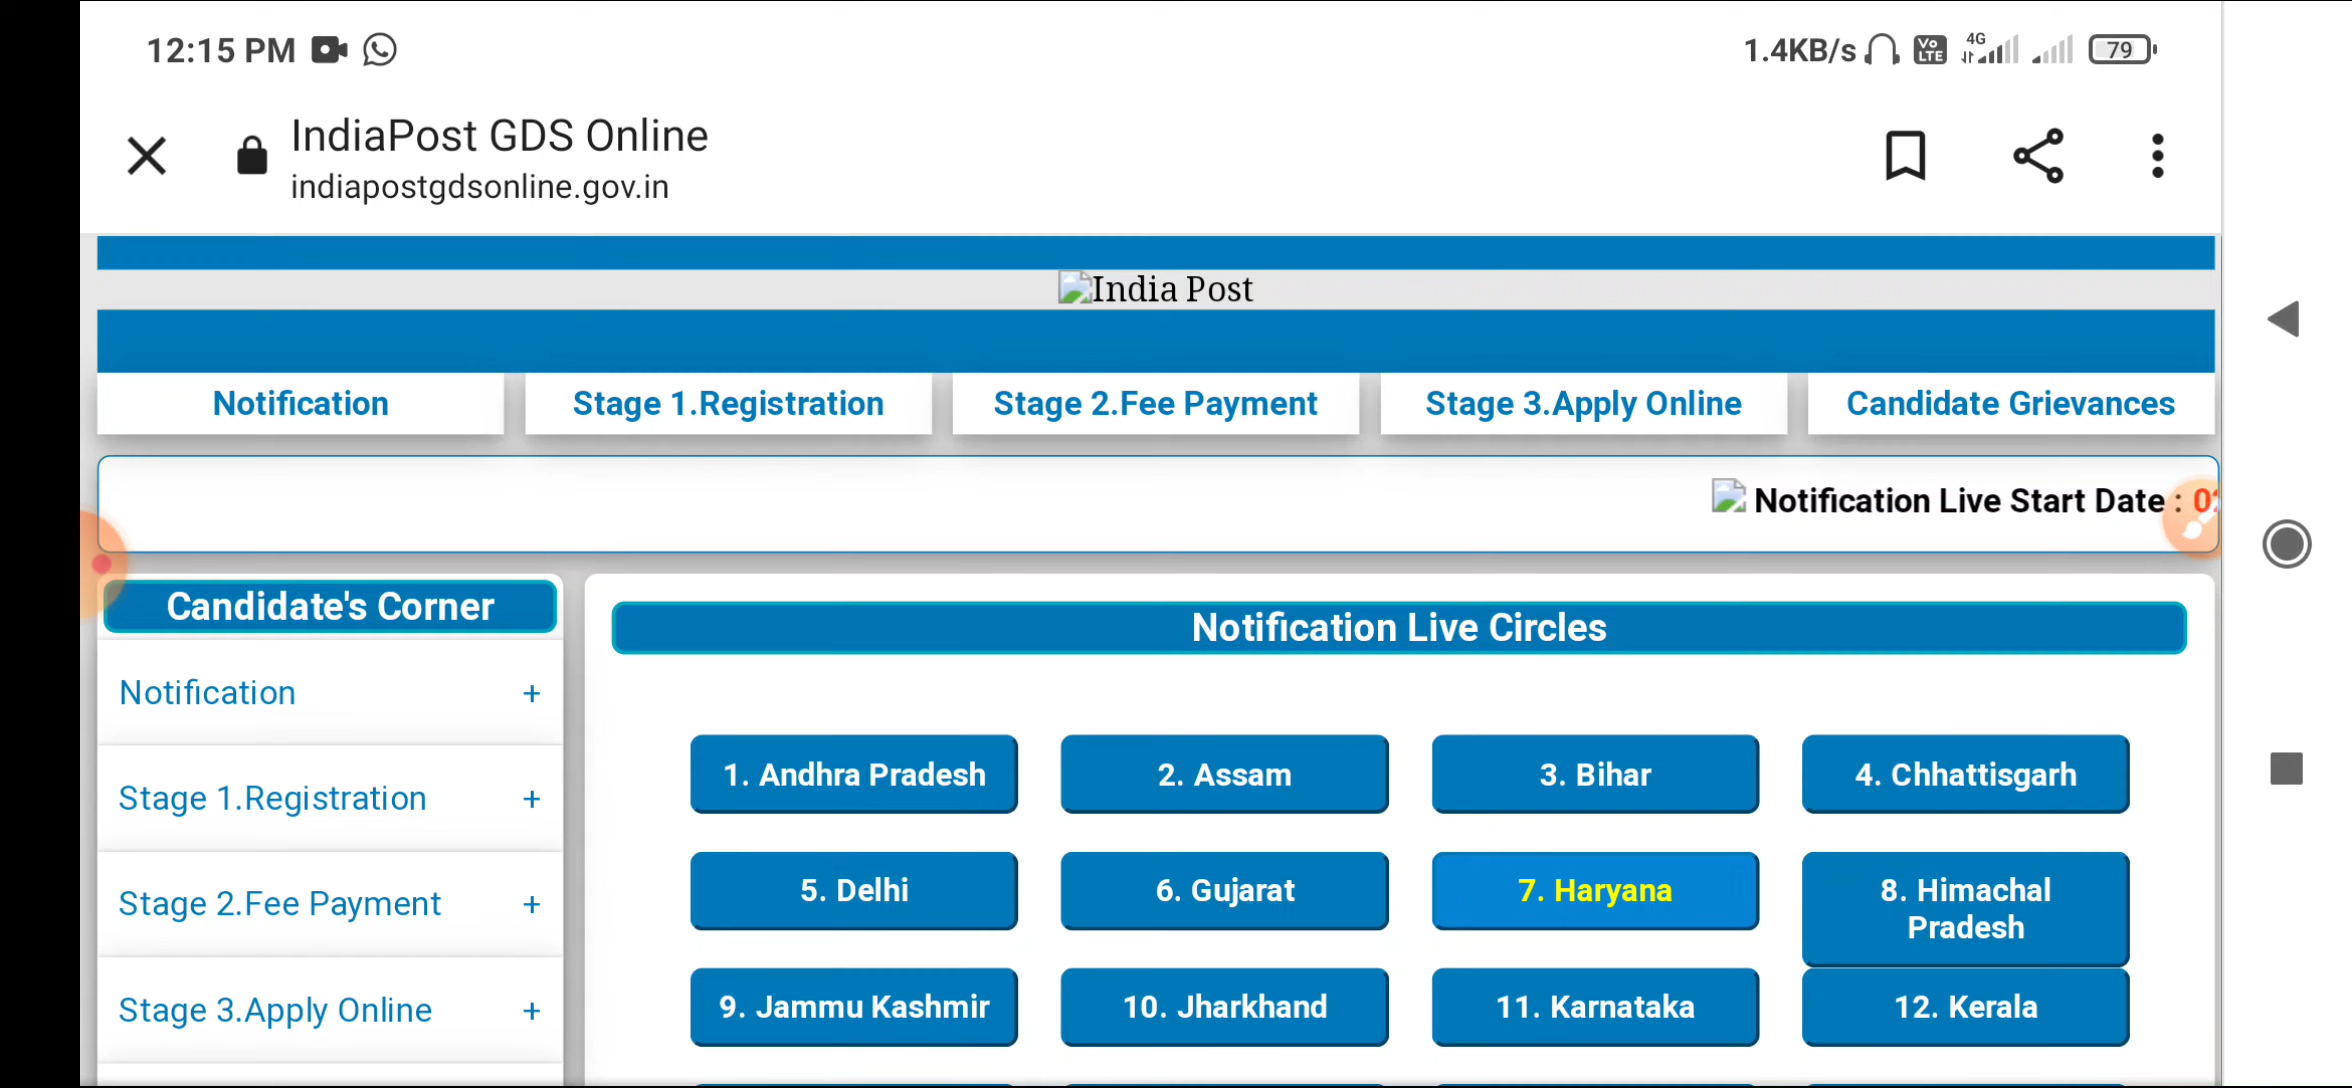 12:15 PM
1.4KB/s Vo LTE 4G 79
IndiaPost GDS Online
indiapostgdsonline.gov.in
India Post
Notification
Stage 1.Registration
Stage 2.Fee Payment
Stage 3.Apply Online
Candidate Grievances
Notification Live Start Date :
Candidate's Corner
Notification +
Stage 1.Registration +
Stage 2.Fee Payment +
Stage 3.Apply Online +
Notification Live Circles
1. Andhra Pradesh
2. Assam
3. Bihar
4. Chhattisgarh
5. Delhi
6. Gujarat
7. Haryana
8. Himachal
Pradesh
9. Jammu Kashmir
10. Jharkhand
11. Karnataka
12. Kerala